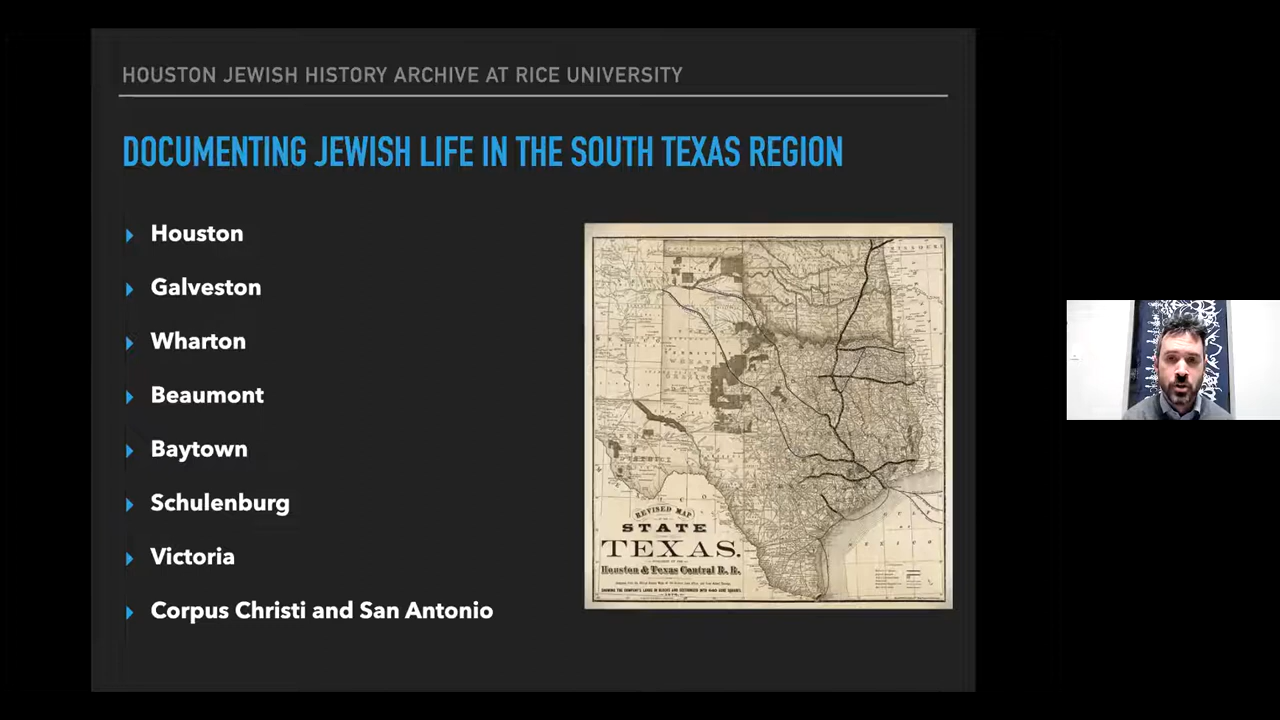 HOUSTON JEWISH HISTORY ARCHIVE AT RICE UNIVERSITY
DOCUMENTING JEWISH LIFE IN THE SOUTH TEXAS REGION
Houston
Galveston
Wharton
Beaumont
Baytown
Schulenburg
Victoria
Corpus Christi and San Antonio
REVISED MAP
STATE
TEXAS.
Houston & Texas Central R. R.